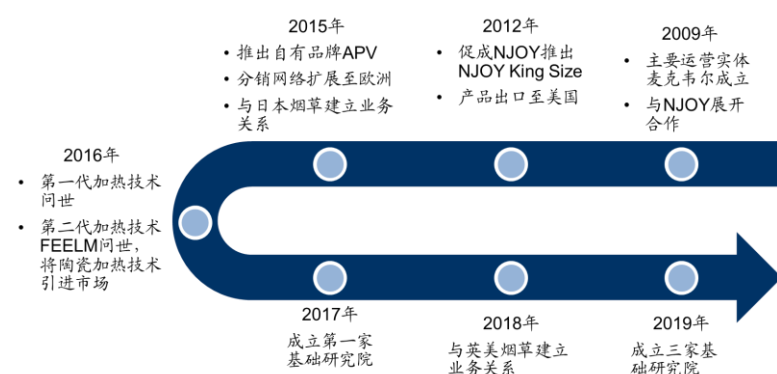 2015年
• 推出自有品牌APV
• 分销网络扩展至欧洲
• 与日本烟草建立业务
关系
2012年
• 促成NJOY推出
NJOY King Size
• 产品出口至美国
2009年
• 主要运营实体
麦克韦尔成立
• 与NJOY展开
合作
2016年
• 第一代加热技术
问世
• 第二代加热技术
FEELM问世，
将陶瓷加热技术
引进市场
2017年
成立第一家
基础研究院
2018年
与英美烟草建立
业务关系
2019年
成立三家基
础研究院